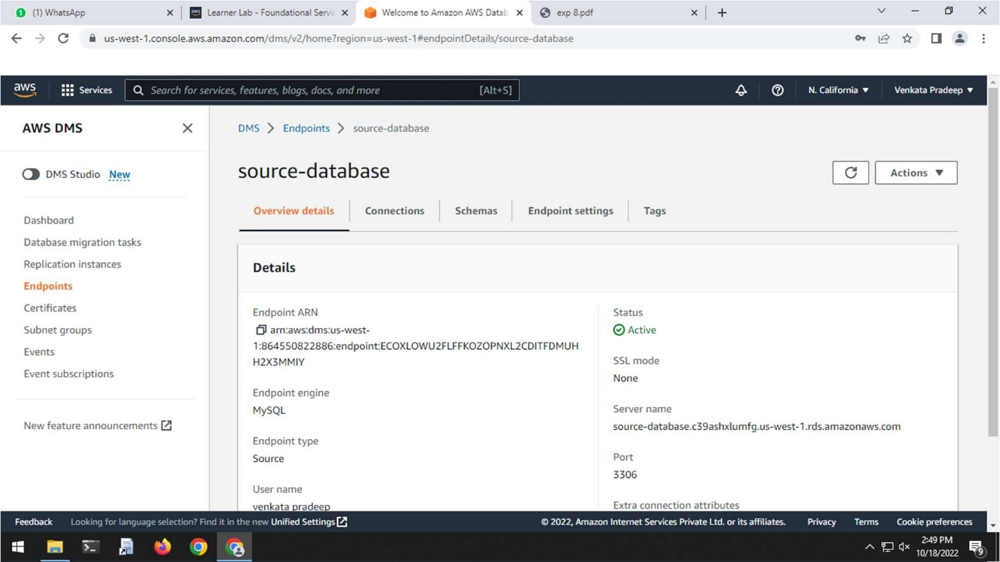 (1) WhatsApp
Learner Lab - Foundational Servic
Welcome to Amazon AWS Datab
exp 8.pdf
us-west-1.console.aws.amazon.com/dms/v2/home?region=us-west-1#endpointDetails/source-database
aws
Services
Search for services, features, blogs, docs, and more
[Alt+S]
N. California
Venkata Pradeep
AWS DMS
DMS Studio New
Dashboard
Database migration tasks
Replication instances
Endpoints
Certificates
Subnet groups
Events
Event subscriptions
New feature announcements
DMS > Endpoints > source-database
source-database
Actions
Overview details
Connections
Schemas
Endpoint settings
Tags
Details
Endpoint ARN
arn:aws:dms:us-west-
1:864550822886:endpoint:ECOXLOWU2FLFFKOZOPNXL2CDITFDMUH
H2X3MMIY
Endpoint engine
MySQL
Endpoint type
Source
User name
venkata pradeep
Status
Active
SSL mode
None
Server name
source-database.c39ashxlumfg.us-west-1.rds.amazonaws.com
Port
3306
Extra connection attributes
Feedback
Looking for language selection? Find it in the new Unified Settings
© 2022, Amazon Internet Services Private Ltd. or its affiliates.
Privacy
Terms
Cookie preferences
2:49 PM
10/18/2022
9